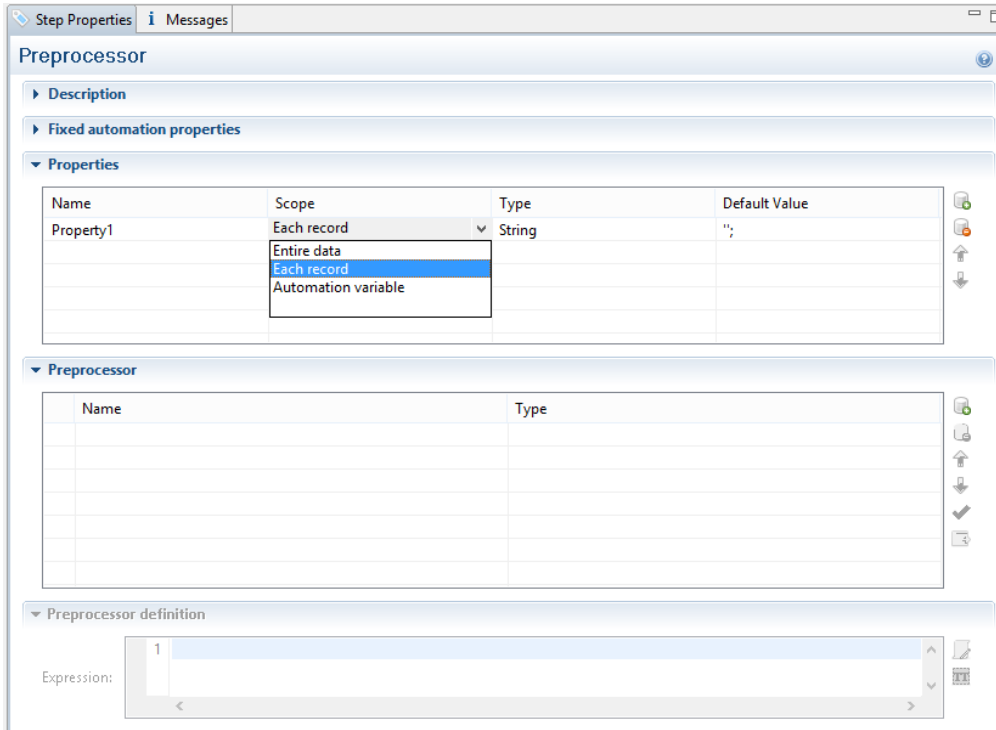 Step Properties i Messages
Preprocessor
Description
Fixed automation properties
Properties
Name Scope Type Default Value
Property1 Each record String '';
Entire data
Each record
Automation variable
Preprocessor
Name Type
Preprocessor definition
1
Expression:
TT